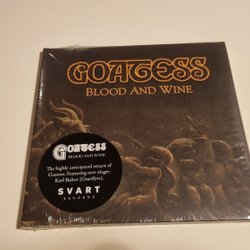 GOATESS
BLOOD AND WINE
GOATESS
BLOOD AND WINE
The highly anticipated return of
Goatess. Featuring new singer
Karl Buhre (Crucifyre).
SVART
RECORDS